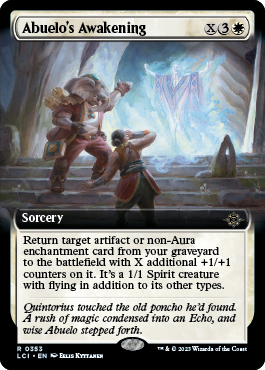 Abuelo's Awakening X3
Sorcery
Return target artifact or non-Aura
enchantment card from your graveyard
to the battlefield with X additional +1/+1
counters on it. It's a 1/1 Spirit creature
with flying in addition to its other types.
Quintorius touched the old poncho he'd found.
A rush of magic condensed into an Echo, and
wise Abuelo stepped forth.
R 0353
LCI • EN Eelis Kyttanen
™ & © 2023 Wizards of the Coast